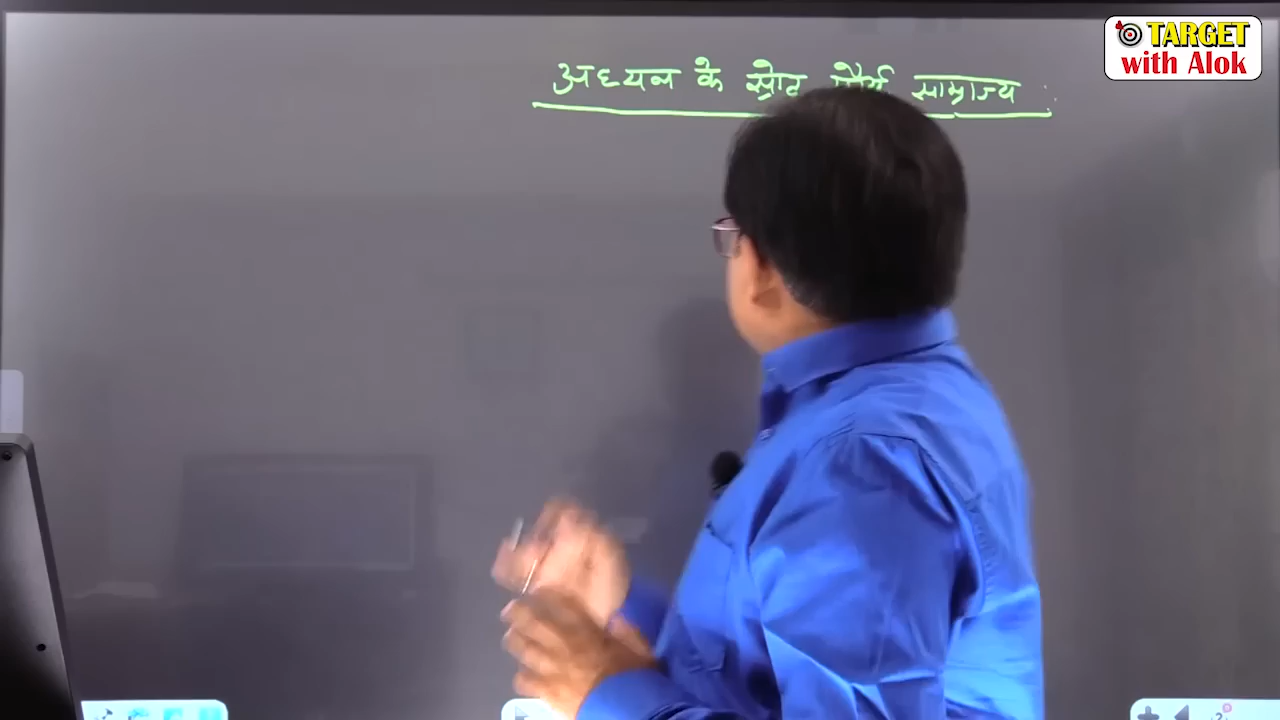 अध्ययन के स्रोत मौर्य साम्राज्य :
TARGET
with Alok